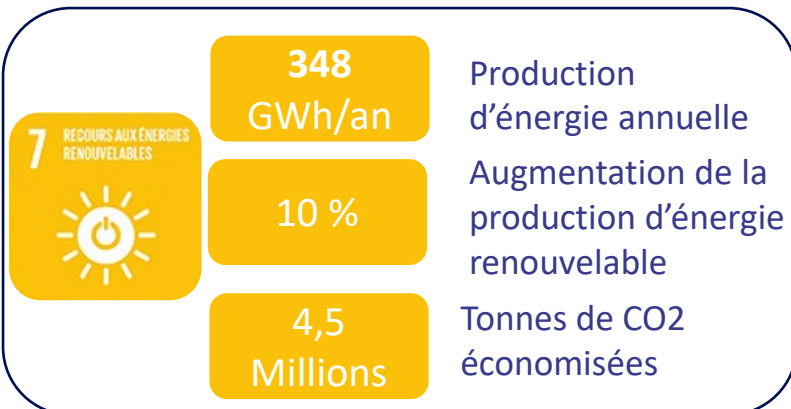 348
GWh/an
Production
d’énergie annuelle
7 RECOURS AUX ÉNERGIES
RENOUVELABLES
10 %
Augmentation de la
production d’énergie
renouvelable
4,5
Millions
Tonnes de CO2
économisées